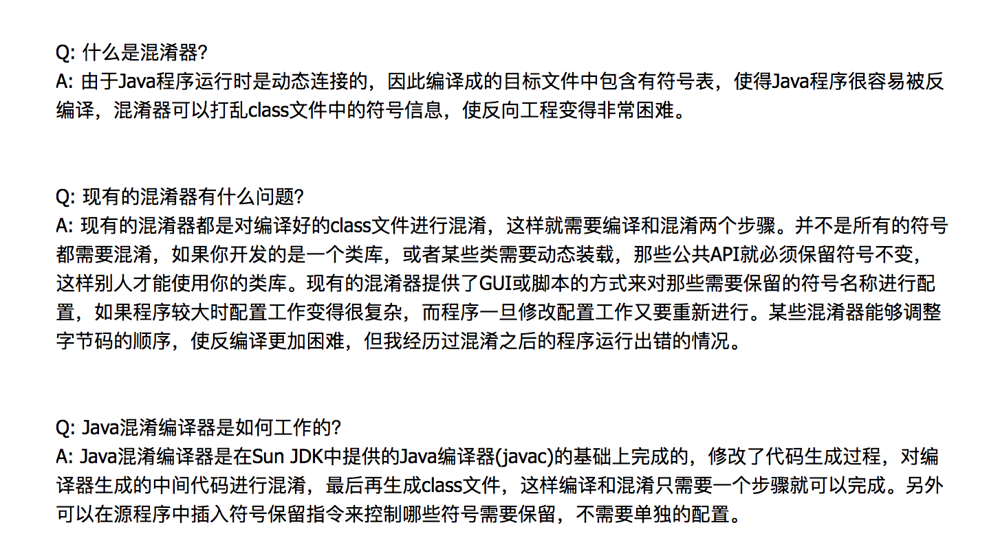 Q: 什么是混淆器?
A: 由于Java程序运行时是动态连接的，因此编译成的目标文件中包含有符号表，使得Java程序很容易被反
编译，混淆器可以打乱class文件中的符号信息，使反向工程变得非常困难。
Q: 现有的混淆器有什么问题?
A: 现有的混淆器都是对编译好的class文件进行混淆，这样就需要编译和混淆两个步骤。并不是所有的符号
都需要混淆，如果你开发的是一个类库，或者某些类需要动态装载，那些公共API就必须保留符号不变，
这样别人才能使用你的类库。现有的混淆器提供了GUI或脚本的方式来对那些需要保留的符号名称进行配
置，如果程序较大时配置工作变得很复杂，而程序一旦修改配置工作又要重新进行。某些混淆器能够调整
字节码的顺序，使反编译更加困难，但我经历过混淆之后的程序运行出错的情况。
Q: Java混淆编译器是如何工作的?
A: Java混淆编译器是在Sun JDK中提供的Java编译器(javac)的基础上完成的，修改了代码生成过程，对编
译器生成的中间代码进行混淆，最后再生成class文件，这样编译和混淆只需要一个步骤就可以完成。另外
可以在源程序中插入符号保留指令来控制哪些符号需要保留，不需要单独的配置。